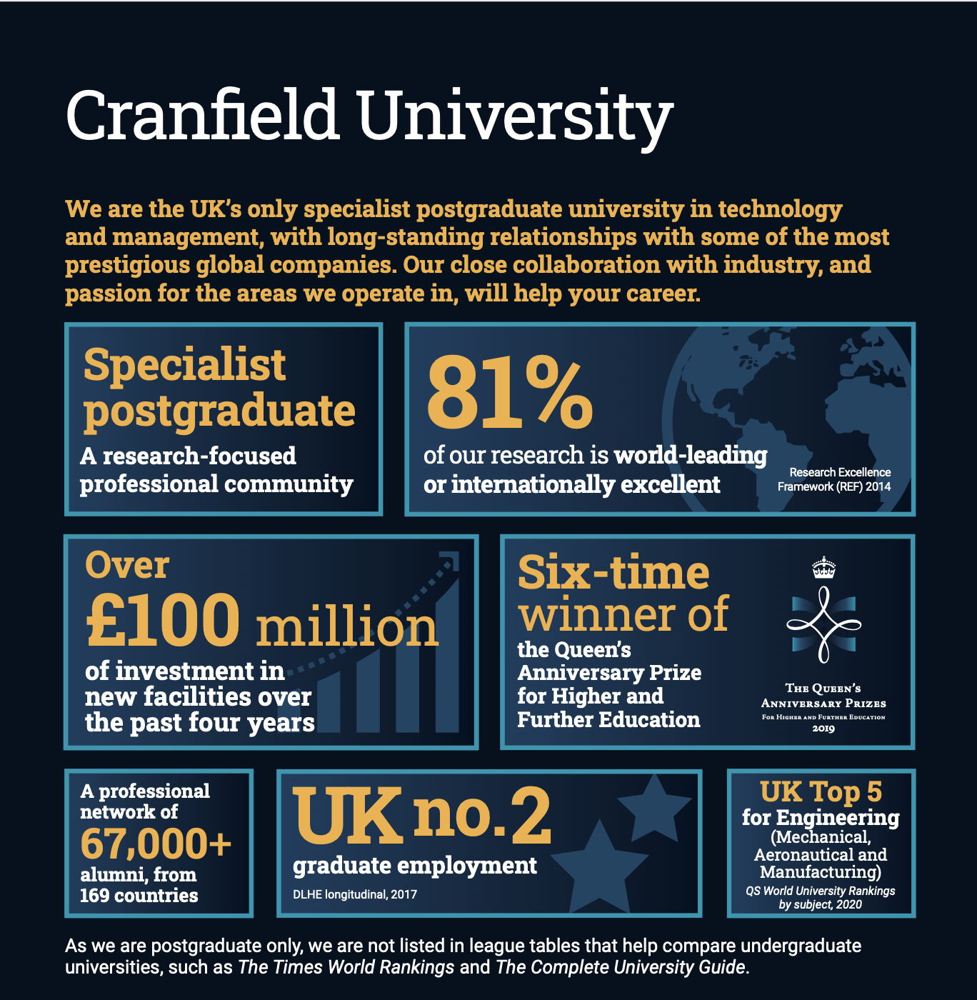 Cranfield University
We are the UK's only specialist postgraduate university in technology
and management, with long-standing relationships with some of the most
prestigious global companies. Our close collaboration with industry, and
passion for the areas we operate in, will help your career.
Specialist
postgraduate
A research-focused
professional community
81%
of our research is world-leading
or internationally excellent
Research Excellence
Framework (REF) 2014
Over
£100 million
of investment in
new facilities over
the past four years
Six-time
winner of
the Queen's
Anniversary Prize
for Higher and
Further Education
The Queen's
Anniversary Prizes
For Higher and Further Education
2019
A professional
network of
67,000+
alumni, from
169 countries
UK no.2
graduate employment
DLHE longitudinal, 2017
UK Top 5
for Engineering
(Mechanical,
Aeronautical and
Manufacturing)
QS World University Rankings
by subject, 2020
As we are postgraduate only, we are not listed in league tables that help compare undergraduate
universities, such as The Times World Rankings and The Complete University Guide.